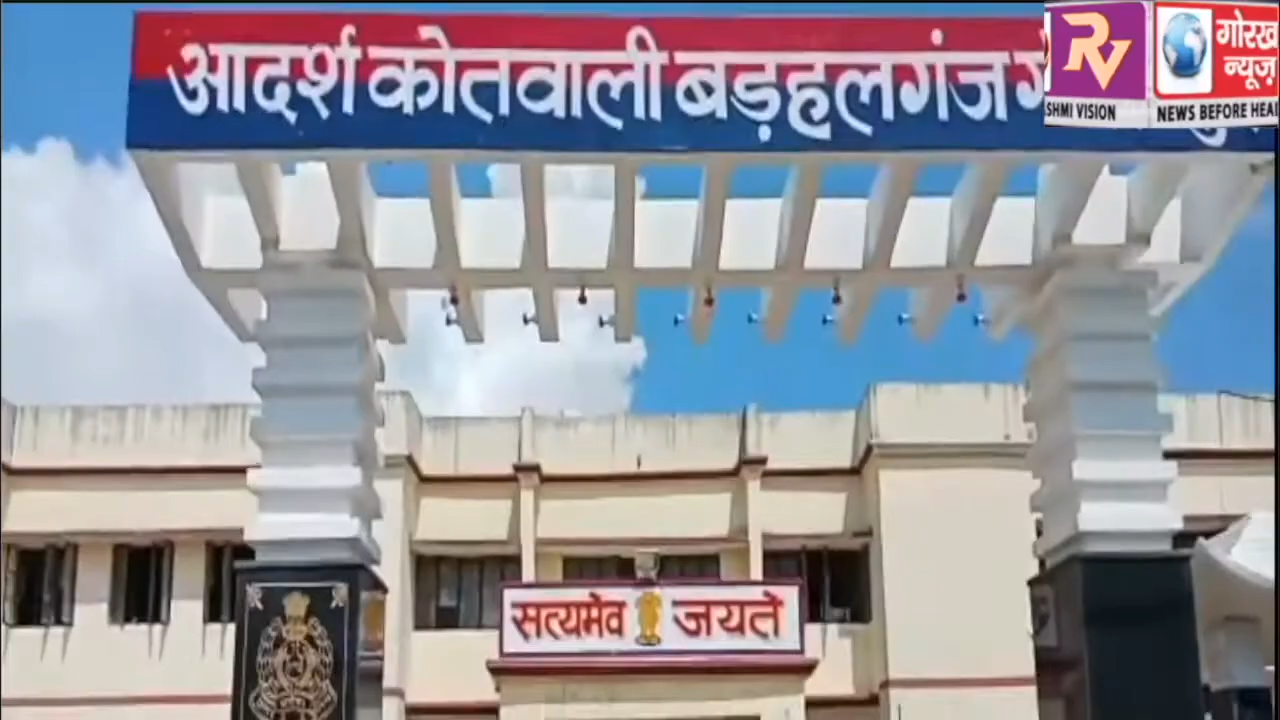 आदर्श कोतवाली बड़हलगंज
RV
SHMI VISION
गोरख
न्यूज़
NEWS BEFORE HEA
सत्यमेव जयते